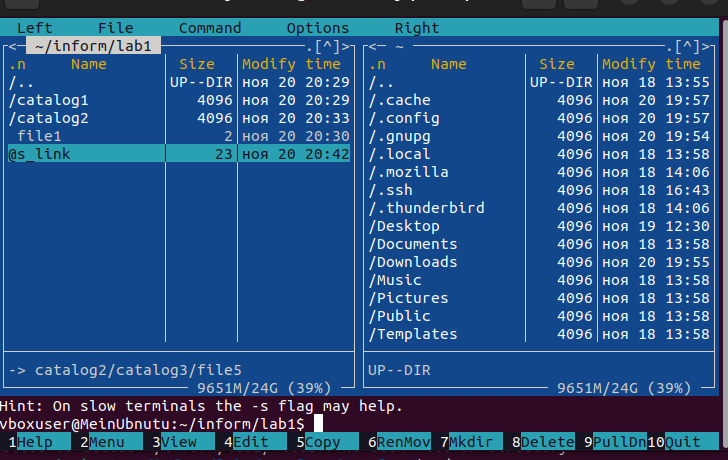 Left File Command Options Right
<─ ~/inform/lab1 .[^]>
.n Name Size Modify time
/.. UP--DIR ноя 20 20:29
/catalog1 4096 ноя 20 20:29
/catalog2 4096 ноя 20 20:33
file1 2 ноя 20 20:30
@s_link 23 ноя 20 20:42
-> catalog2/catalog3/file5
9651M/24G (39%)
<─ ~ .[^]>
.n Name Size Modify time
/.. UP--DIR ноя 18 13:55
/.cache 4096 ноя 20 19:57
/.config 4096 ноя 20 19:57
/.gnupg 4096 ноя 20 19:54
/.local 4096 ноя 18 13:58
/.mozilla 4096 ноя 18 14:06
/.ssh 4096 ноя 18 16:43
/.thunderbird 4096 ноя 18 14:06
/Desktop 4096 ноя 19 12:30
/Documents 4096 ноя 18 13:58
/Downloads 4096 ноя 20 19:55
/Music 4096 ноя 18 13:58
/Pictures 4096 ноя 18 13:58
/Public 4096 ноя 18 13:58
/Templates 4096 ноя 18 13:58
UP--DIR
9651M/24G (39%)
Hint: On slow terminals the -s flag may help.
vboxuser@MeinUbnutu:~/inform/lab1$
1Help 2Menu 3View 4Edit 5Copy 6RenMov 7Mkdir 8Delete 9PullDn 10Quit